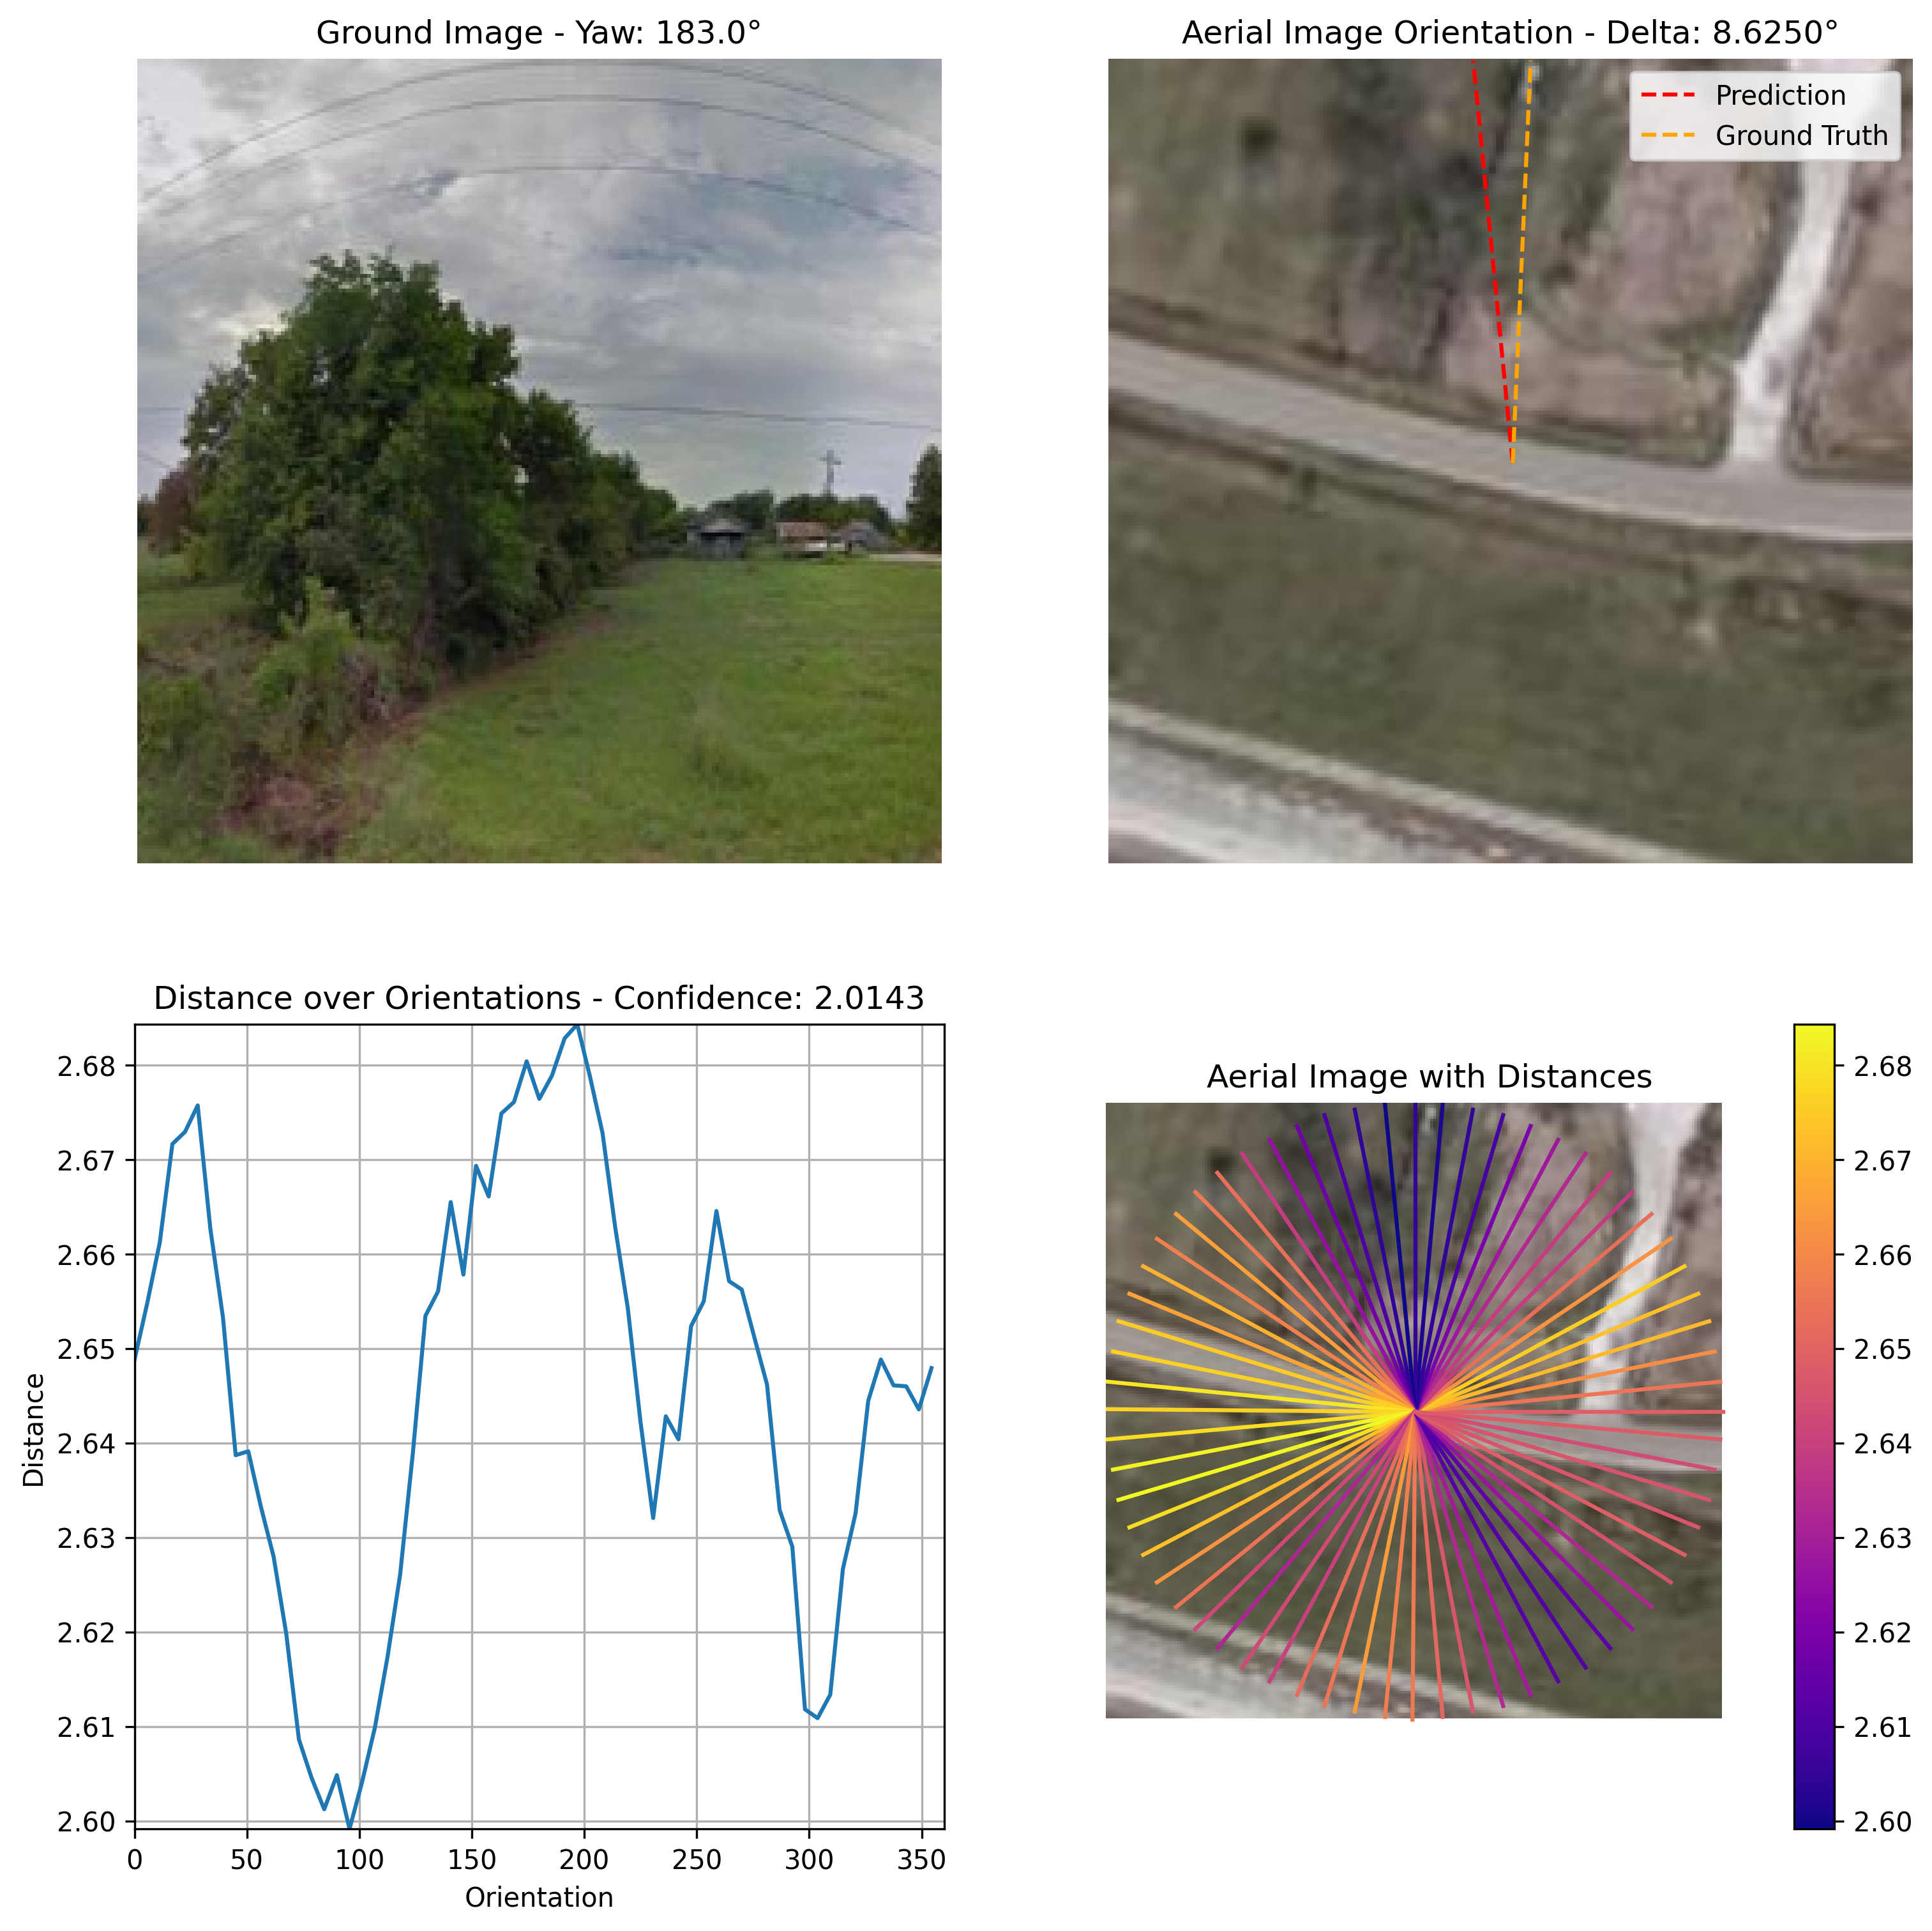 Ground Image - Yaw: 183.0°
Aerial Image Orientation - Delta: 8.6250°
Prediction
Ground Truth
Distance over Orientations - Confidence: 2.0143
2.68
2.67
2.66
2.65
2.64
2.63
2.62
2.61
2.60
Distance
0 50 100 150 200 250 300 350
Orientation
Aerial Image with Distances
2.68
2.67
2.66
2.65
2.64
2.63
2.62
2.61
2.60